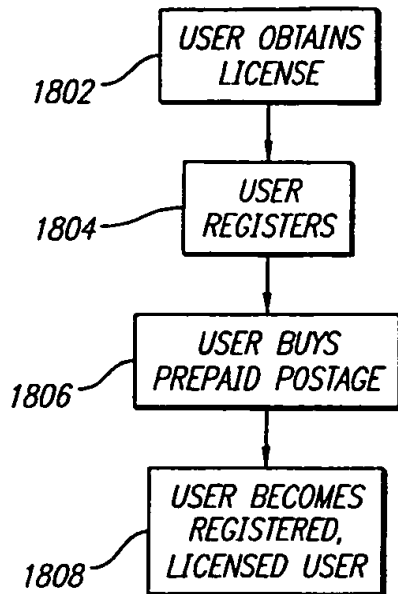 USER OBTAINS
LICENSE
1802
USER
REGISTERS
1804
USER BUYS
PREPAID POSTAGE
1806
USER BECOMES
REGISTERED,
LICENSED USER
1808